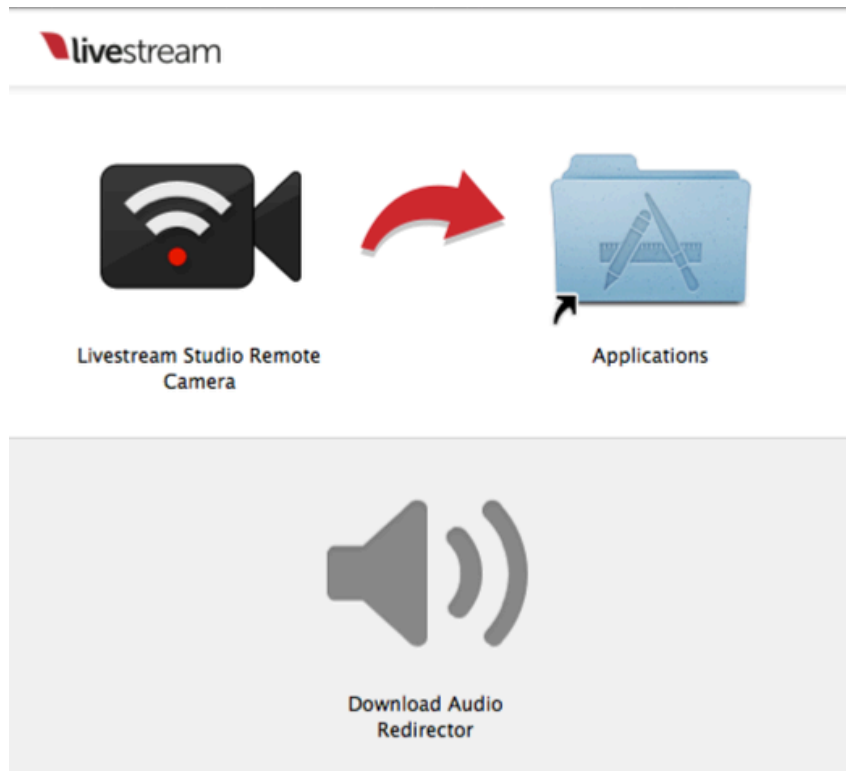 livestream
Livestream Studio Remote
Camera
Applications
Download Audio
Redirector